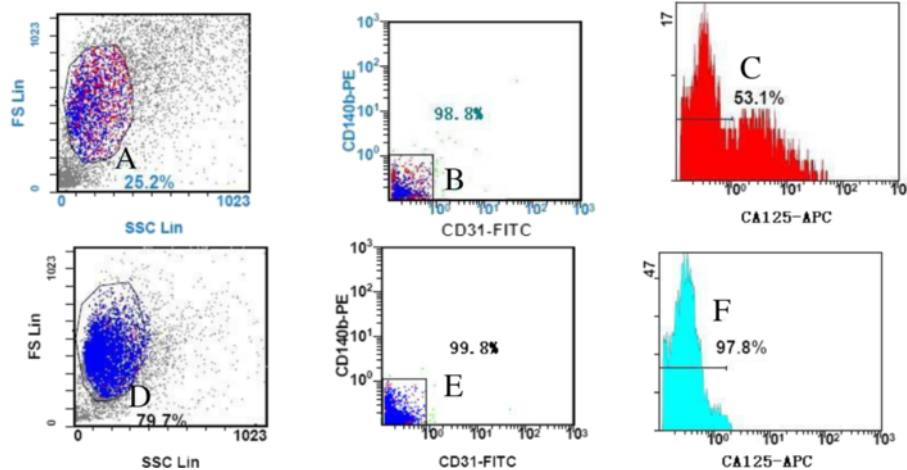 1023
FS Lin
0
A
25.2%
0 1023
SSC Lin
10³
10²
10¹
10⁰
CD140b-PE
98.8%
B
10⁰ 10¹ 10² 10³
CD31-FITC
17
C
53.1%
10⁰ 10¹ 10² 10³
CA125-APC
1023
FS Lin
0
D
79.7%
0 1023
SSC Lin
10³
10²
10¹
10⁰
CD140b-PE
99.8%
E
10⁰ 10¹ 10² 10³
CD31-FITC
47
F
97.8%
10⁰ 10¹ 10² 10³
CA125-APC